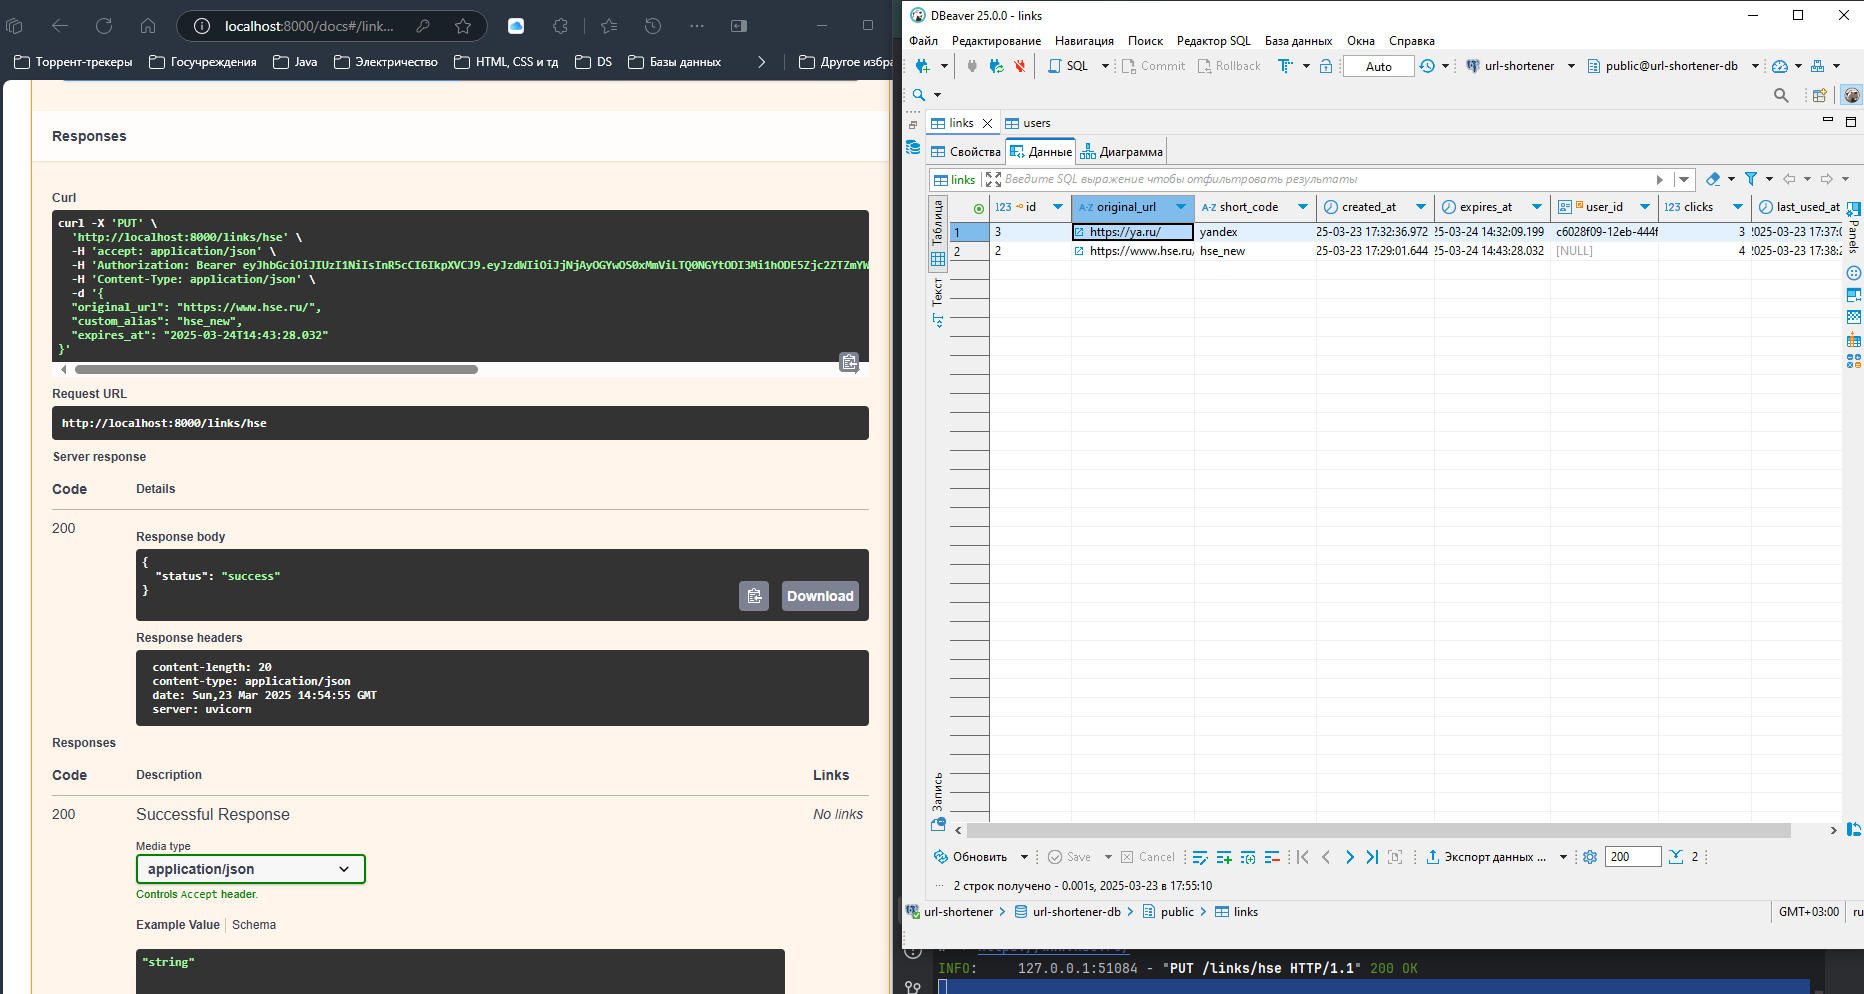 localhost:8000/docs#/link...
Торрент-трекеры
Госучреждения
Java
Электричество
HTML, CSS и тд
DS
Базы данных
Другое избра
Responses
Curl
curl -X 'PUT' \
'http://localhost:8000/links/hse' \
-H 'accept: application/json' \
-H 'Content-Type: application/json' \
-d '{
"original_url": "https://www.hse.ru/",
"custom_alias": "hse_new",
"expires_at": "2025-03-24T14:43:28.032"
}'
Request URL
http://localhost:8000/links/hse
Server response
Code Details
200
Response body
{
"status": "success"
}
Download
Response headers
content-length: 20
content-type: application/json
date: Sun,23 Mar 2025 14:54:55 GMT
server: uvicorn
Responses
Code Description Links
200 Successful Response No links
Media type
application/json
Controls Accept header.
Example Value Schema
"string"
DBeaver 25.0.0 - links
Файл Редактирование Навигация Поиск Редактор SQL База данных Окна Справка
SQL Commit Rollback Auto url-shortener public@url-shortener-db
links users
Свойства Данные Диаграмма
links Введите SQL выражение чтобы отфильтровать результаты
Таблица
Текст
Запись
Panels
123 id A-Z original_url A-Z short_code created_at expires_at user_id 123 clicks last_used_at
1 3 https://ya.ru/ yandex 25-03-23 17:32:36.972 25-03-24 14:32:09.199 c6028f09-12eb-444f 3 2025-03-23 17:37:0
2 2 https://www.hse.ru/ hse_new 25-03-23 17:29:01.644 25-03-24 14:43:28.032 [NULL] 4 2025-03-23 17:38:2
Обновить Save Cancel Экспорт данных ... 200 2
2 строк получено - 0.001s, 2025-03-23 в 17:55:10
url-shortener url-shortener-db public links
GMT+03:00 ru
INFO: 127.0.0.1:51084 - "PUT /links/hse HTTP/1.1" 200 OK